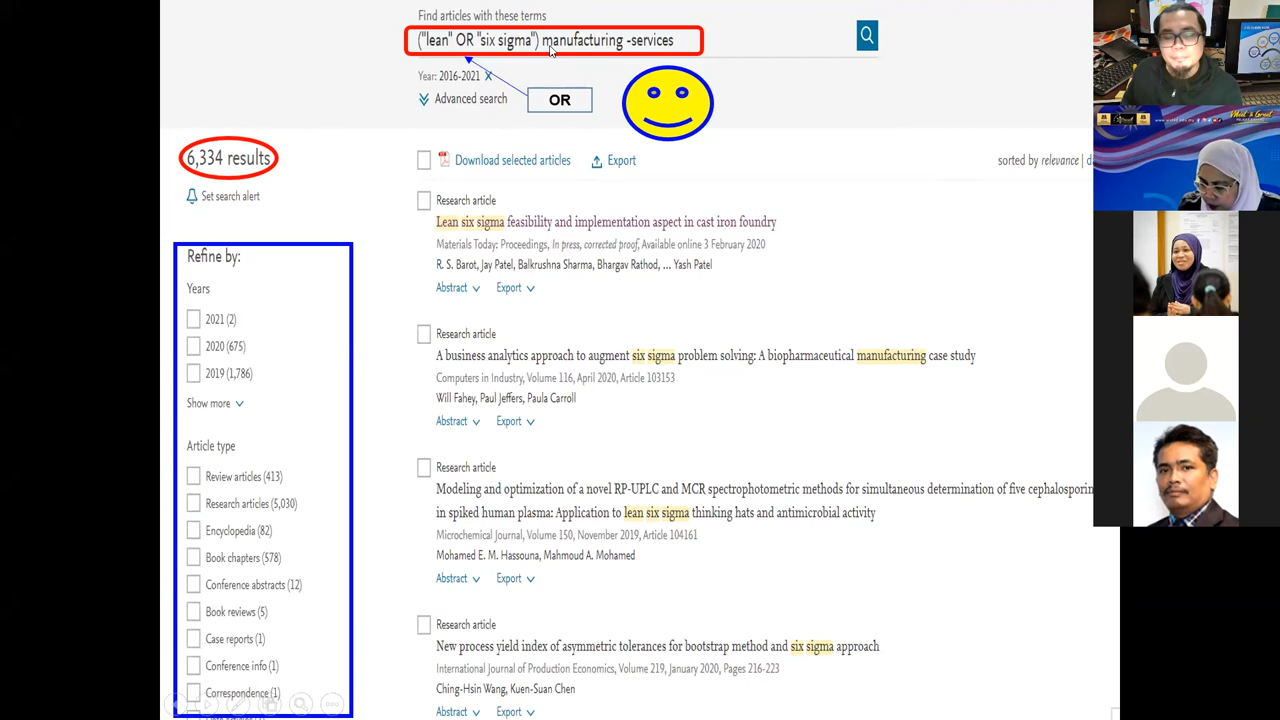 Find articles with these terms
("lean" OR "six sigma") manufacturing -services
Year: 2016-2021 X
Advanced search
OR
6,334 results
Set search alert
Download selected articles
Export
sorted by relevance | d
Refine by:
Years
2021 (2)
2020 (675)
2019 (1,786)
Show more
Article type
Review articles (413)
Research articles (5,030)
Encyclopedia (82)
Book chapters (578)
Conference abstracts (12)
Book reviews (5)
Case reports (1)
Conference info (1)
Correspondence (1)
Research article
Lean six sigma feasibility and implementation aspect in cast iron foundry
Materials Today: Proceedings, In press, corrected proof, Available online 3 February 2020
R. S. Barot, Jay Patel, Balkrushna Sharma, Bhargav Rathod, ... Yash Patel
Abstract Export
Research article
A business analytics approach to augment six sigma problem solving: A biopharmaceutical manufacturing case study
Computers in Industry, Volume 116, April 2020, Article 103153
Will Fahey, Paul Jeffers, Paula Carroll
Abstract Export
Research article
Modeling and optimization of a novel RP-UPLC and MCR spectrophotometric methods for simultaneous determination of five cephalosporin
in spiked human plasma: Application to lean six sigma thinking hats and antimicrobial activity
Microchemical Journal, Volume 150, November 2019, Article 104161
Mohamed E. M. Hassouna, Mahmoud A. Mohamed
Abstract Export
Research article
New process yield index of asymmetric tolerances for bootstrap method and six sigma approach
International Journal of Production Economics, Volume 219, January 2020, Pages 216-223
Ching-Hsin Wang, Kuen-Suan Chen
Abstract Export